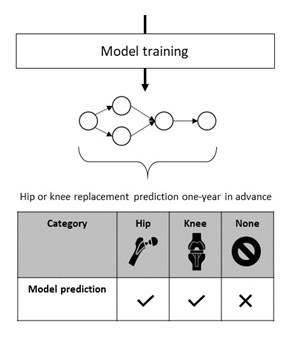 Model training
Hip or knee replacement prediction one-year in advance
Category Hip Knee None
Model prediction